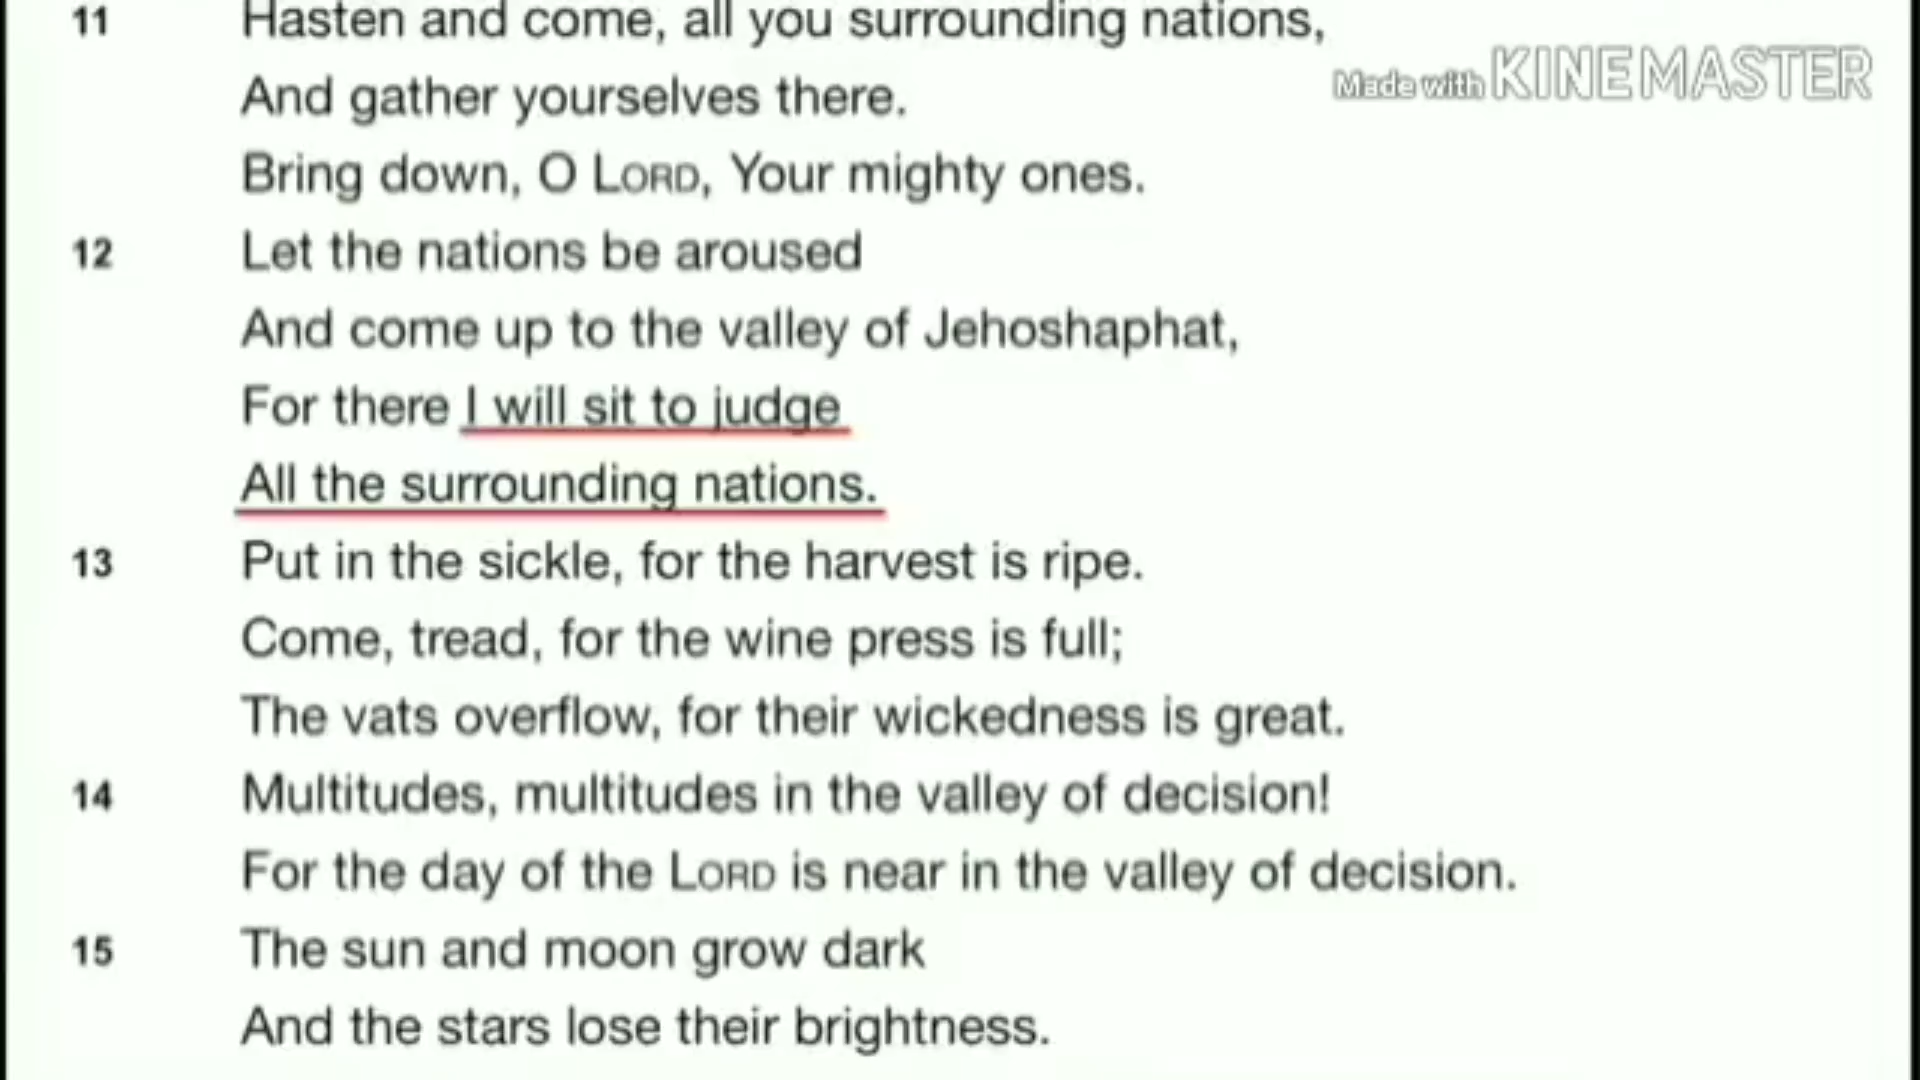 11 Hasten and come, all you surrounding nations,
And gather yourselves there.
Made with KINEMASTER
Bring down, O LORD, Your mighty ones.
12 Let the nations be aroused
And come up to the valley of Jehoshaphat,
For there I will sit to judge
All the surrounding nations.
13 Put in the sickle, for the harvest is ripe.
Come, tread, for the wine press is full;
The vats overflow, for their wickedness is great.
14 Multitudes, multitudes in the valley of decision!
For the day of the LORD is near in the valley of decision.
15 The sun and moon grow dark
And the stars lose their brightness.